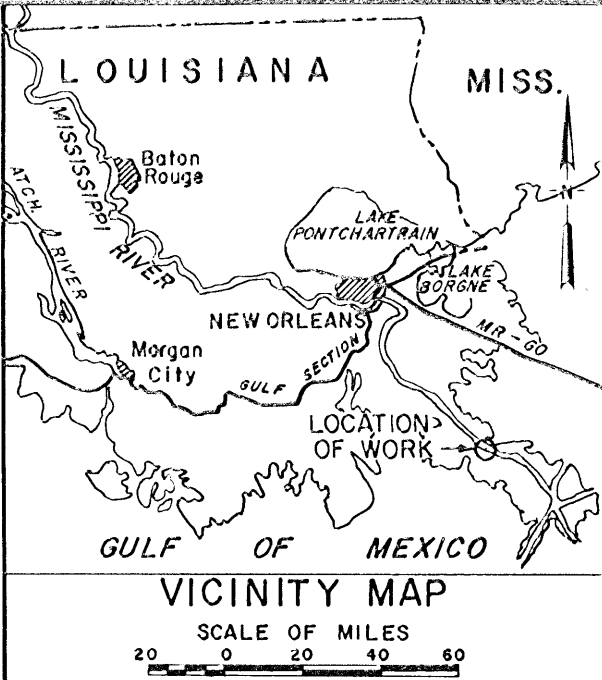 LOUISIANA
MISS.
MISSISSIPPI
RIVER
Baton
Rouge
ATCH.
RIVER
N
LAKE
PONTCHARTRAIN
LAKE
BORGNE
NEW ORLEANS
MR-GO
Morgan
City
GULF SECTION
LOCATION
OF WORK
GULF OF MEXICO
VICINITY MAP
SCALE OF MILES
20 0 20 40 60